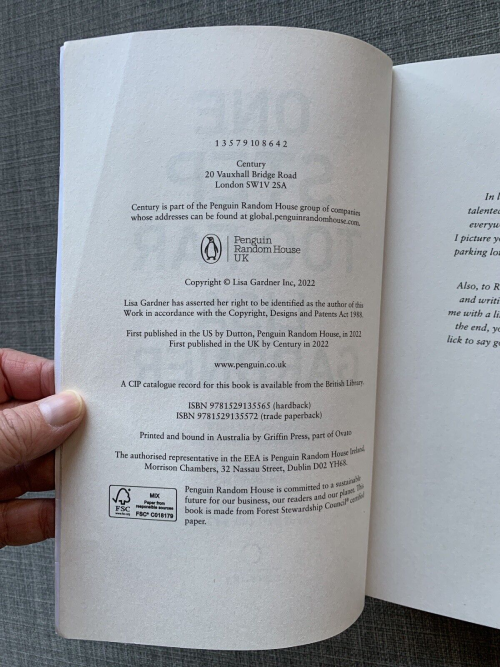 1 3 5 7 9 10 8 6 4 2
Century
20 Vauxhall Bridge Road
London SW1V 2SA
Century is part of the Penguin Random House group of companies
whose addresses can be found at global.penguinrandomhouse.com.
Penguin
Random House
UK
Copyright © Lisa Gardner Inc, 2022
Lisa Gardner has asserted her right to be identified as the author of this
Work in accordance with the Copyright, Designs and Patents Act 1988.
First published in the US by Dutton, Penguin Random House, in 2022
First published in the UK by Century in 2022
www.penguin.co.uk
A CIP catalogue record for this book is available from the British Library.
ISBN 9781529135565 (hardback)
ISBN 9781529135572 (trade paperback)
Printed and bound in Australia by Griffin Press, part of Ovato
The authorised representative in the EEA is Penguin Random House Ireland,
Morrison Chambers, 32 Nassau Street, Dublin D02 YH68.
FSC
www.fsc.org
MIX
Paper from
responsible sources
FSC® C018179
Penguin Random House is committed to a sustainable
future for our business, our readers and our planet. This
book is made from Forest Stewardship Council® certified
paper.
In
talented
I picture
parking
Also, to R
and
me with a
the end,
lick to say